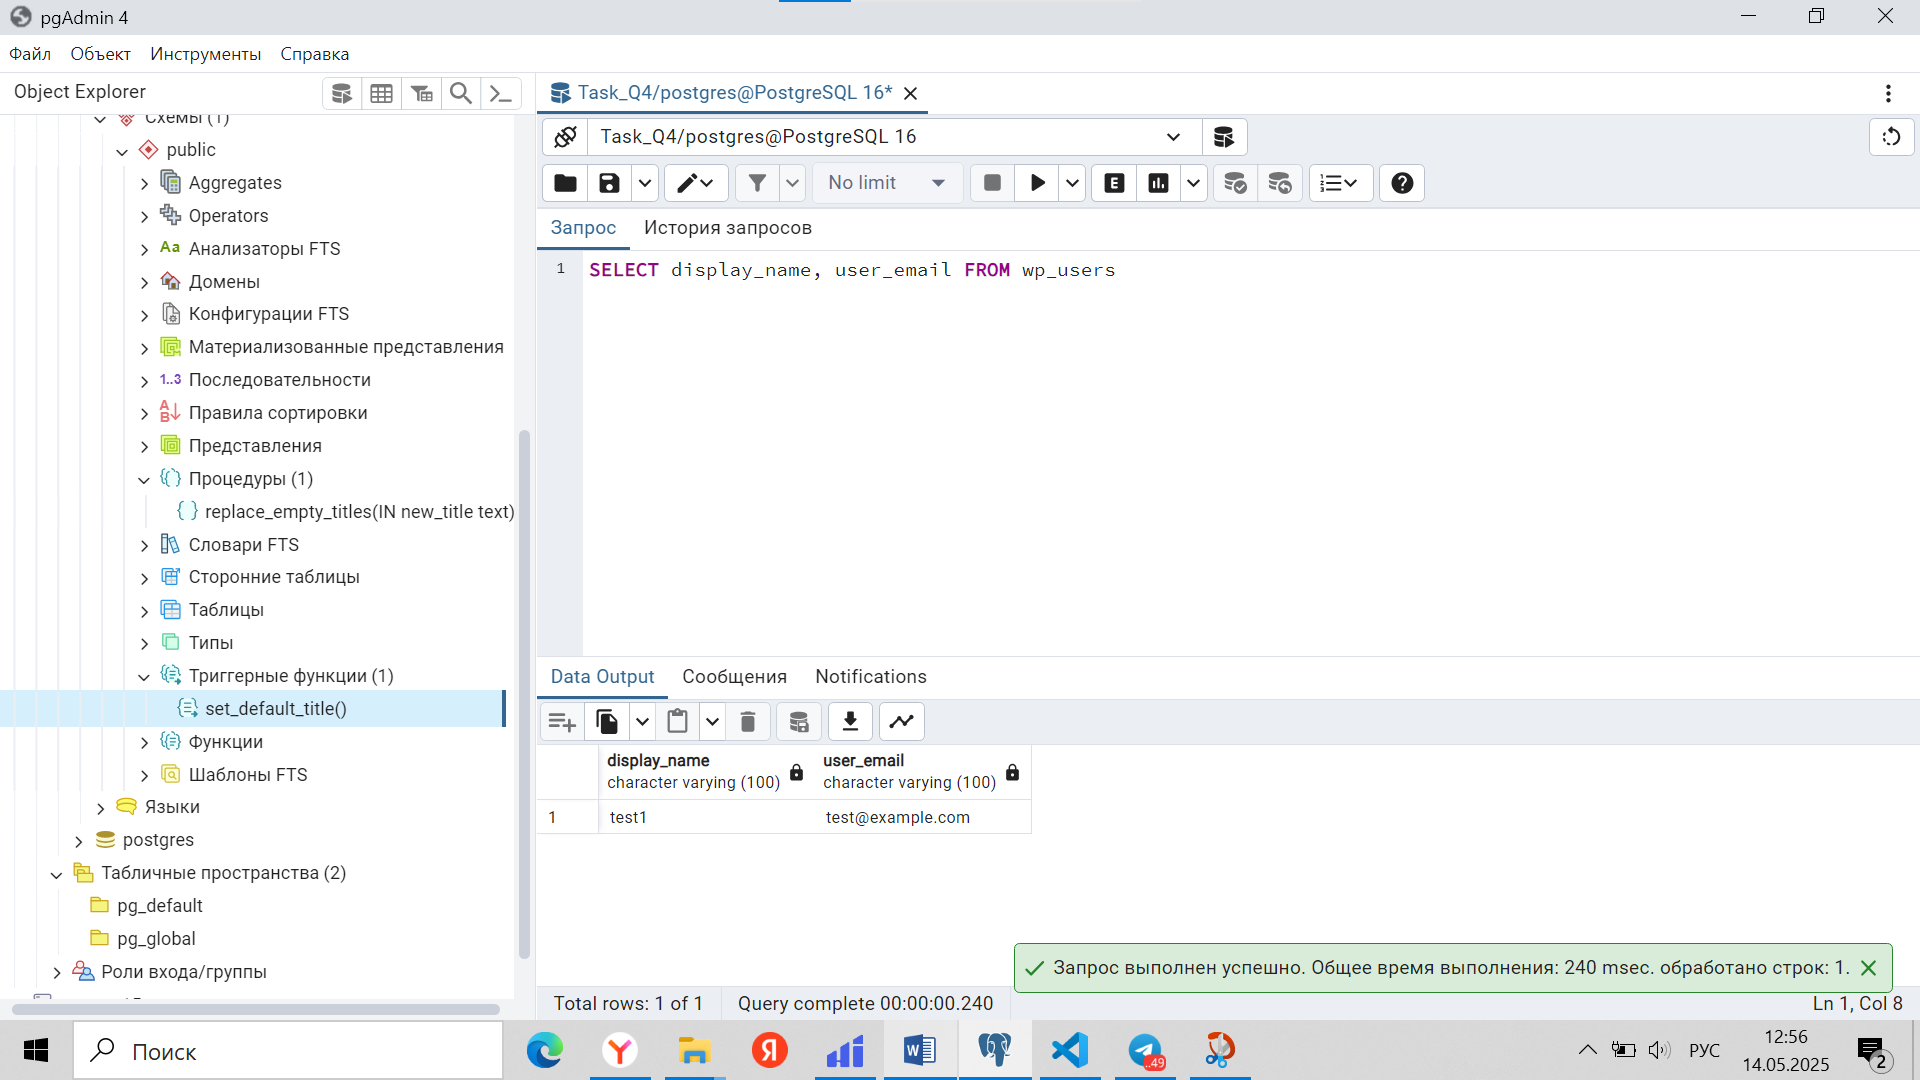 pgAdmin 4
Файл Объект Инструменты Справка
Object Explorer
Схемы (1)
public
Aggregates
Operators
Aa Анализаторы FTS
Домены
Конфигурации FTS
Материализованные представления
1..3 Последовательности
Правила сортировки
Представления
Процедуры (1)
replace_empty_titles(IN new_title text)
Словари FTS
Сторонние таблицы
Таблицы
Типы
Триггерные функции (1)
set_default_title()
Функции
Шаблоны FTS
Языки
postgres
Табличные пространства (2)
pg_default
pg_global
Роли входа/группы
Task_Q4/postgres@PostgreSQL 16*
Task_Q4/postgres@PostgreSQL 16
No limit
E
Запрос История запросов
1 SELECT display_name, user_email FROM wp_users
Data Output Сообщения Notifications
display_name user_email
character varying (100) character varying (100)
1 test1 test@example.com
Запрос выполнен успешно. Общее время выполнения: 240 msec. обработано строк: 1.
Total rows: 1 of 1 Query complete 00:00:00.240 Ln 1, Col 8
Поиск
..49
РУС
12:56
14.05.2025
2